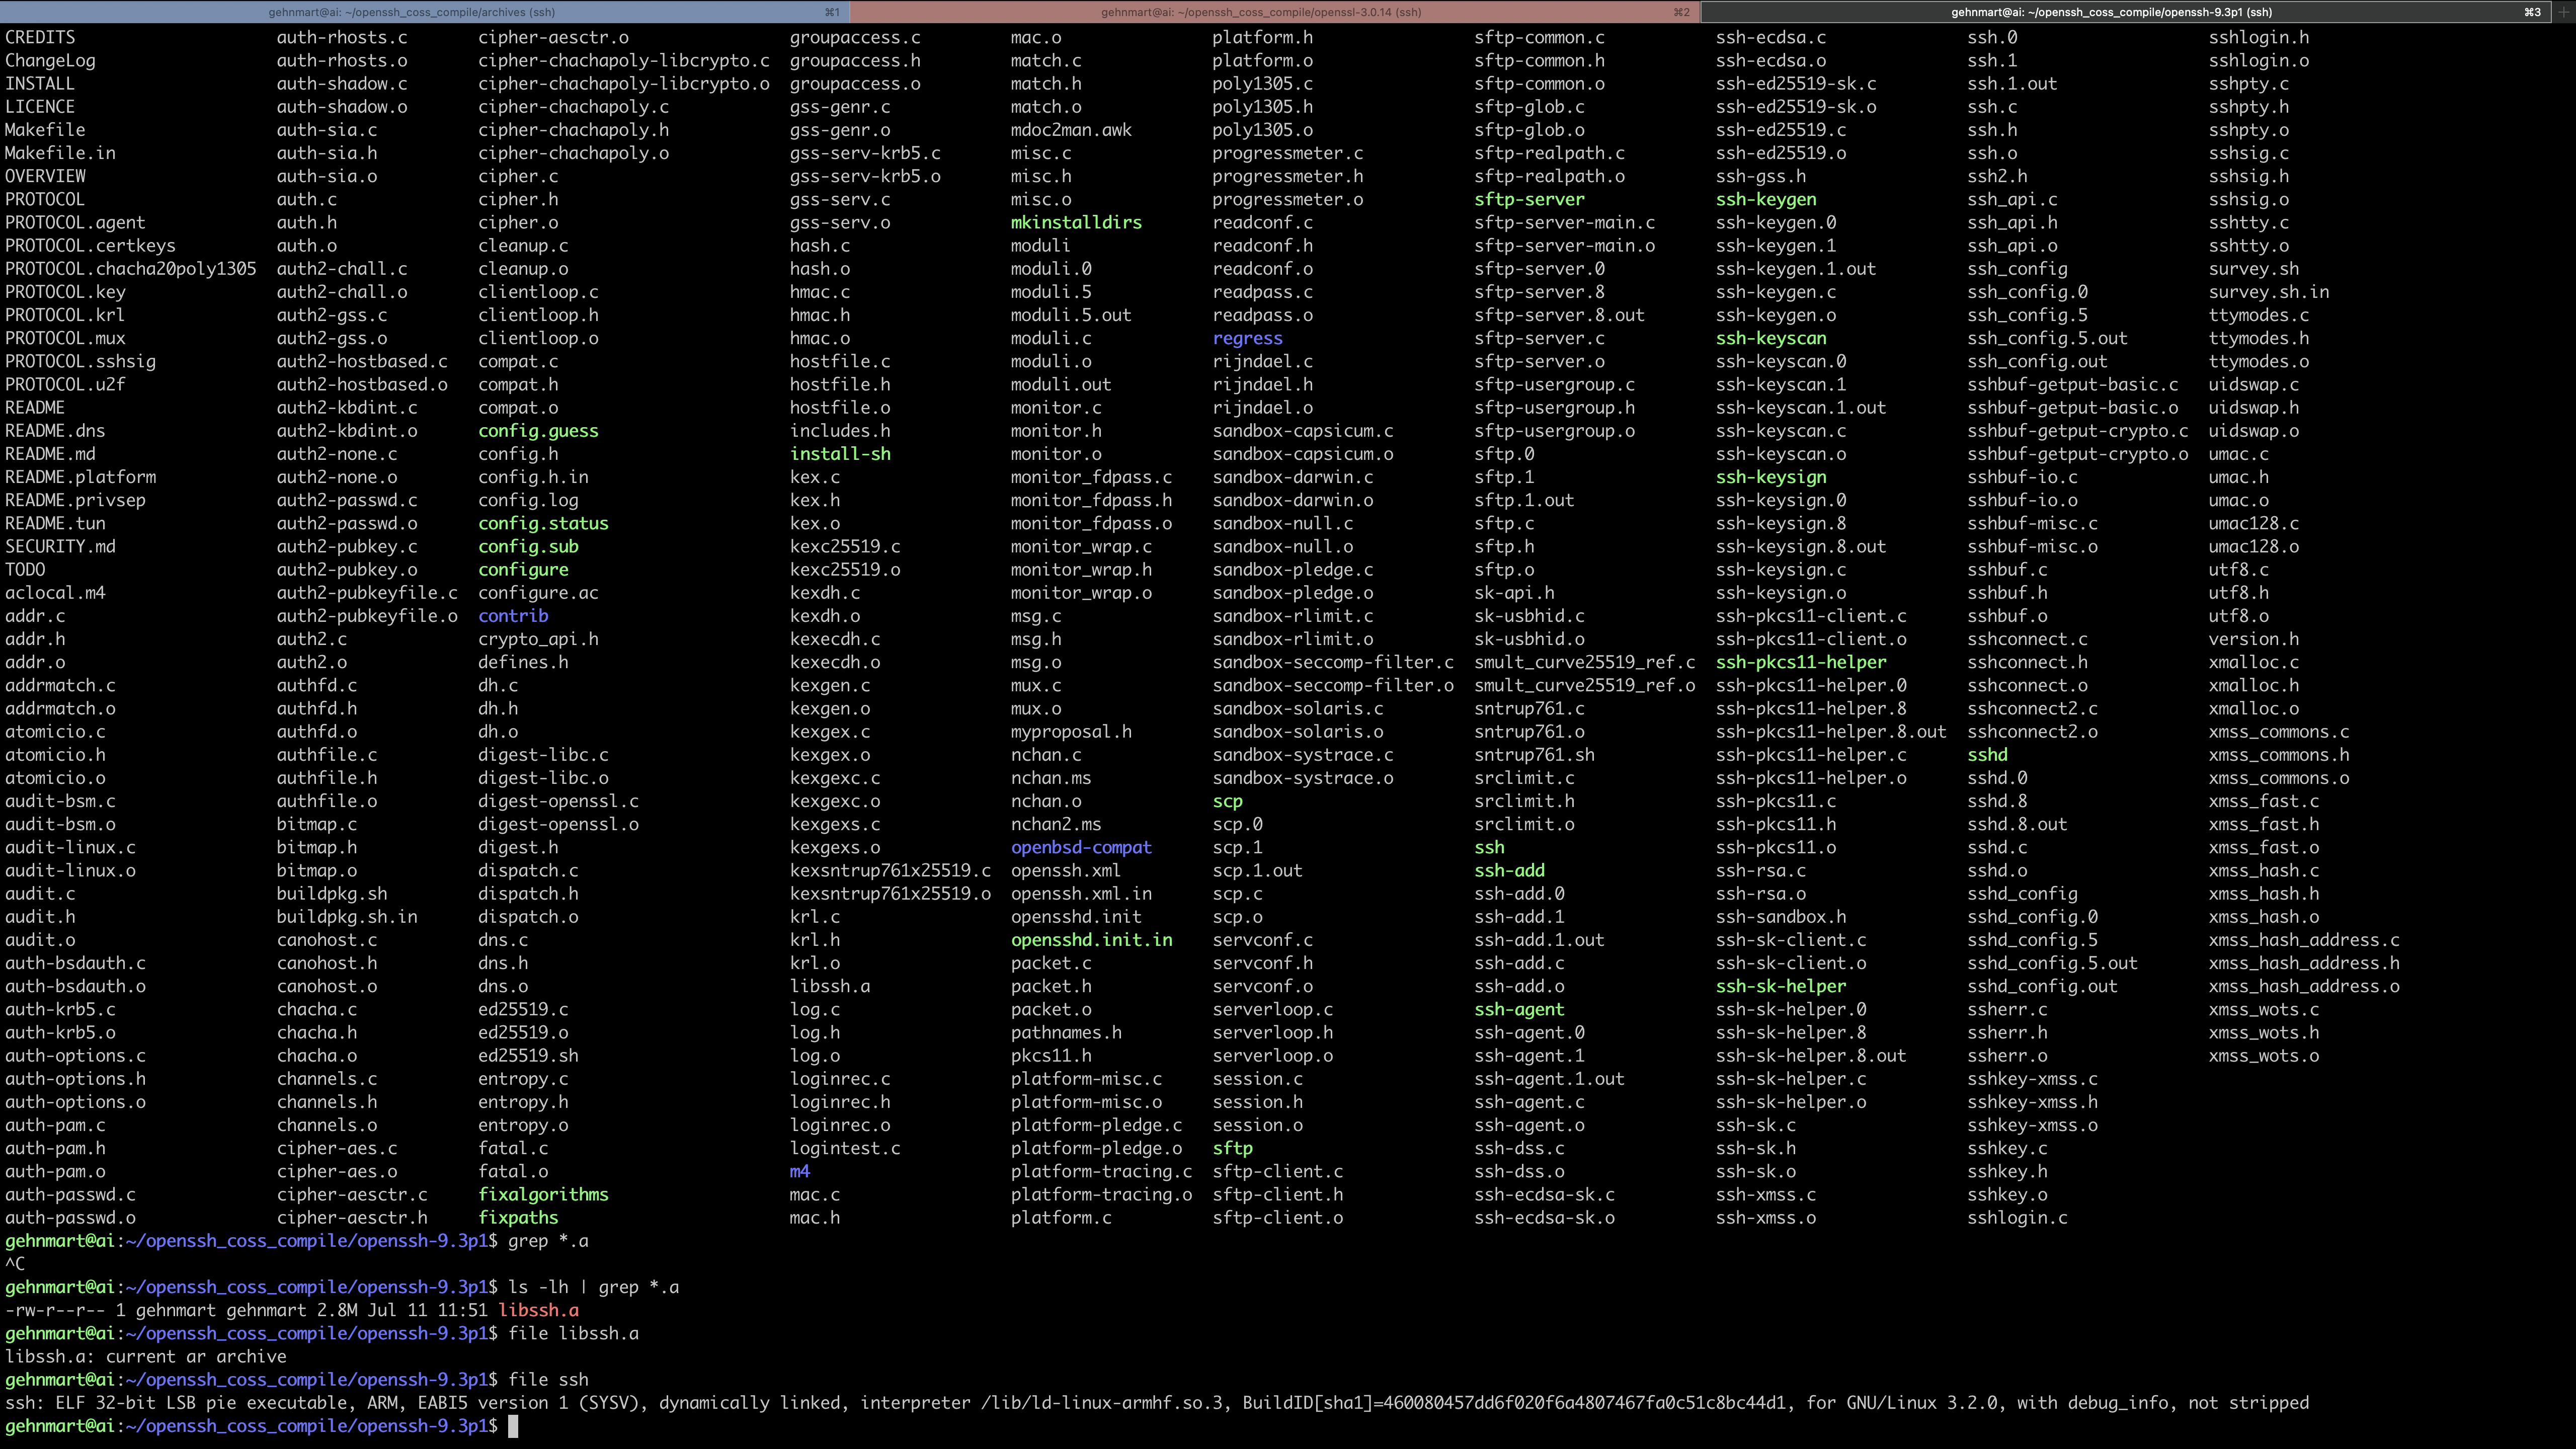 gehnmart@ai: ~/openssh_coss_compile/archives (ssh) ⌘1 gehnmart@ai: ~/openssh_coss_compile/openssl-3.0.14 (ssh) ⌘2 gehnmart@ai: ~/openssh_coss_compile/openssh-9.3p1 (ssh) ⌘3 +
CREDITS auth-rhosts.c cipher-aesctr.o groupaccess.c mac.o platform.h sftp-common.c ssh-ecdsa.c ssh.0 sshlogin.h
ChangeLog auth-rhosts.o cipher-chachapoly-libcrypto.c groupaccess.h match.c platform.o sftp-common.h ssh-ecdsa.o ssh.1 sshlogin.o
INSTALL auth-shadow.c cipher-chachapoly-libcrypto.o groupaccess.o match.h poly1305.c sftp-common.o ssh-ed25519-sk.c ssh.1.out sshpty.c
LICENCE auth-shadow.o cipher-chachapoly.c gss-genr.c match.o poly1305.h sftp-glob.c ssh-ed25519-sk.o ssh.c sshpty.h
Makefile auth-sia.c cipher-chachapoly.h gss-genr.o mdoc2man.awk poly1305.o sftp-glob.o ssh-ed25519.c ssh.h sshpty.o
Makefile.in auth-sia.h cipher-chachapoly.o gss-serv-krb5.c misc.c progressmeter.c sftp-realpath.c ssh-ed25519.o ssh.o sshsig.c
OVERVIEW auth-sia.o cipher.c gss-serv-krb5.o misc.h progressmeter.h sftp-realpath.o ssh-gss.h ssh2.h sshsig.h
PROTOCOL auth.c cipher.h gss-serv.c misc.o progressmeter.o sftp-server ssh-keygen ssh_api.c sshsig.o
PROTOCOL.agent auth.h cipher.o gss-serv.o mkinstalldirs readconf.c sftp-server-main.c ssh-keygen.0 ssh_api.h sshtty.c
PROTOCOL.certkeys auth.o cleanup.c hash.c moduli readconf.h sftp-server-main.o ssh-keygen.1 ssh_api.o sshtty.o
PROTOCOL.chacha20poly1305 auth2-chall.c cleanup.o hash.o moduli.0 readconf.o sftp-server.0 ssh-keygen.1.out ssh_config survey.sh
PROTOCOL.key auth2-chall.o clientloop.c hmac.c moduli.5 readpass.c sftp-server.8 ssh-keygen.c ssh_config.0 survey.sh.in
PROTOCOL.krl auth2-gss.c clientloop.h hmac.h moduli.5.out readpass.o sftp-server.8.out ssh-keygen.o ssh_config.5 ttymodes.c
PROTOCOL.mux auth2-gss.o clientloop.o hmac.o moduli.c regress sftp-server.c ssh-keyscan ssh_config.5.out ttymodes.h
PROTOCOL.sshsig auth2-hostbased.c compat.c hostfile.c moduli.o rijndael.c sftp-server.o ssh-keyscan.0 ssh_config.out ttymodes.o
PROTOCOL.u2f auth2-hostbased.o compat.h hostfile.h moduli.out rijndael.h sftp-usergroup.c ssh-keyscan.1 sshbuf-getput-basic.c uidswap.c
README auth2-kbdint.c compat.o hostfile.o monitor.c rijndael.o sftp-usergroup.h ssh-keyscan.1.out sshbuf-getput-basic.o uidswap.h
README.dns auth2-kbdint.o config.guess includes.h monitor.h sandbox-capsicum.c sftp-usergroup.o ssh-keyscan.c sshbuf-getput-crypto.c uidswap.o
README.md auth2-none.c config.h install-sh monitor.o sandbox-capsicum.o sftp.0 ssh-keyscan.o sshbuf-getput-crypto.o umac.c
README.platform auth2-none.o config.h.in kex.c monitor_fdpass.c sandbox-darwin.c sftp.1 ssh-keysign sshbuf-io.c umac.h
README.privsep auth2-passwd.c config.log kex.h monitor_fdpass.h sandbox-darwin.o sftp.1.out ssh-keysign.0 sshbuf-io.o umac.o
README.tun auth2-passwd.o config.status kex.o monitor_fdpass.o sandbox-null.c sftp.c ssh-keysign.8 sshbuf-misc.c umac128.c
SECURITY.md auth2-pubkey.c config.sub kexc25519.c monitor_wrap.c sandbox-null.o sftp.h ssh-keysign.8.out sshbuf-misc.o umac128.o
TODO auth2-pubkey.o configure kexc25519.o monitor_wrap.h sandbox-pledge.c sftp.o ssh-keysign.c sshbuf.c utf8.c
aclocal.m4 auth2-pubkeyfile.c configure.ac kexdh.c monitor_wrap.o sandbox-pledge.o sk-api.h ssh-keysign.o sshbuf.h utf8.h
addr.c auth2-pubkeyfile.o contrib kexdh.o msg.c sandbox-rlimit.c sk-usbhid.c ssh-pkcs11-client.c sshbuf.o utf8.o
addr.h auth2.c crypto_api.h kexecdh.c msg.h sandbox-rlimit.o sk-usbhid.o ssh-pkcs11-client.o sshconnect.c version.h
addr.o auth2.o defines.h kexecdh.o msg.o sandbox-seccomp-filter.c smult_curve25519_ref.c ssh-pkcs11-helper sshconnect.h xmalloc.c
addrmatch.c authfd.c dh.c kexgen.c mux.c sandbox-seccomp-filter.o smult_curve25519_ref.o ssh-pkcs11-helper.0 sshconnect.o xmalloc.h
addrmatch.o authfd.h dh.h kexgen.o mux.o sandbox-solaris.c sntrup761.c ssh-pkcs11-helper.8 sshconnect2.c xmalloc.o
atomicio.c authfd.o dh.o kexgex.c myproposal.h sandbox-solaris.o sntrup761.o ssh-pkcs11-helper.8.out sshconnect2.o xmss_commons.c
atomicio.h authfile.c digest-libc.c kexgex.o nchan.c sandbox-systrace.c sntrup761.sh ssh-pkcs11-helper.c sshd xmss_commons.h
atomicio.o authfile.h digest-libc.o kexgexc.c nchan.ms sandbox-systrace.o srclimit.c ssh-pkcs11-helper.o sshd.0 xmss_commons.o
audit-bsm.c authfile.o digest-openssl.c kexgexc.o nchan.o scp srclimit.h ssh-pkcs11.c sshd.8 xmss_fast.c
audit-bsm.o bitmap.c digest-openssl.o kexgexs.c nchan2.ms scp.0 srclimit.o ssh-pkcs11.h sshd.8.out xmss_fast.h
audit-linux.c bitmap.h digest.h kexgexs.o openbsd-compat scp.1 ssh ssh-pkcs11.o sshd.c xmss_fast.o
audit-linux.o bitmap.o dispatch.c kexsntrup761x25519.c openssh.xml scp.1.out ssh-add ssh-rsa.c sshd.o xmss_hash.c
audit.c buildpkg.sh dispatch.h kexsntrup761x25519.o openssh.xml.in scp.c ssh-add.0 ssh-rsa.o sshd_config xmss_hash.h
audit.h buildpkg.sh.in dispatch.o krl.c opensshd.init scp.o ssh-add.1 ssh-sandbox.h sshd_config.0 xmss_hash.o
audit.o canohost.c dns.c krl.h opensshd.init.in servconf.c ssh-add.1.out ssh-sk-client.c sshd_config.5 xmss_hash_address.c
auth-bsdauth.c canohost.h dns.h krl.o packet.c servconf.h ssh-add.c ssh-sk-client.o sshd_config.5.out xmss_hash_address.h
auth-bsdauth.o canohost.o dns.o libssh.a packet.h servconf.o ssh-add.o ssh-sk-helper sshd_config.out xmss_hash_address.o
auth-krb5.c chacha.c ed25519.c log.c packet.o serverloop.c ssh-agent ssh-sk-helper.0 ssherr.c xmss_wots.c
auth-krb5.o chacha.h ed25519.o log.h pathnames.h serverloop.h ssh-agent.0 ssh-sk-helper.8 ssherr.h xmss_wots.h
auth-options.c chacha.o ed25519.sh log.o pkcs11.h serverloop.o ssh-agent.1 ssh-sk-helper.8.out ssherr.o xmss_wots.o
auth-options.h channels.c entropy.c loginrec.c platform-misc.c session.c ssh-agent.1.out ssh-sk-helper.c sshkey-xmss.c
auth-options.o channels.h entropy.h loginrec.h platform-misc.o session.h ssh-agent.c ssh-sk-helper.o sshkey-xmss.h
auth-pam.c channels.o entropy.o loginrec.o platform-pledge.c session.o ssh-agent.o ssh-sk.c sshkey-xmss.o
auth-pam.h cipher-aes.c fatal.c logintest.c platform-pledge.o sftp ssh-dss.c ssh-sk.h sshkey.c
auth-pam.o cipher-aes.o fatal.o m4 platform-tracing.c sftp-client.c ssh-dss.o ssh-sk.o sshkey.h
auth-passwd.c cipher-aesctr.c fixalgorithms mac.c platform-tracing.o sftp-client.h ssh-ecdsa-sk.c ssh-xmss.c sshkey.o
auth-passwd.o cipher-aesctr.h fixpaths mac.h platform.c sftp-client.o ssh-ecdsa-sk.o ssh-xmss.o sshlogin.c
gehnmart@ai:~/openssh_coss_compile/openssh-9.3p1$ grep *.a
^C
gehnmart@ai:~/openssh_coss_compile/openssh-9.3p1$ ls -lh | grep *.a
-rw-r--r-- 1 gehnmart gehnmart 2.8M Jul 11 11:51 libssh.a
gehnmart@ai:~/openssh_coss_compile/openssh-9.3p1$ file libssh.a
libssh.a: current ar archive
gehnmart@ai:~/openssh_coss_compile/openssh-9.3p1$ file ssh
ssh: ELF 32-bit LSB pie executable, ARM, EABI5 version 1 (SYSV), dynamically linked, interpreter /lib/ld-linux-armhf.so.3, BuildID[sha1]=460080457dd6f020f6a4807467fa0c51c8bc44d1, for GNU/Linux 3.2.0, with debug_info, not stripped
gehnmart@ai:~/openssh_coss_compile/openssh-9.3p1$